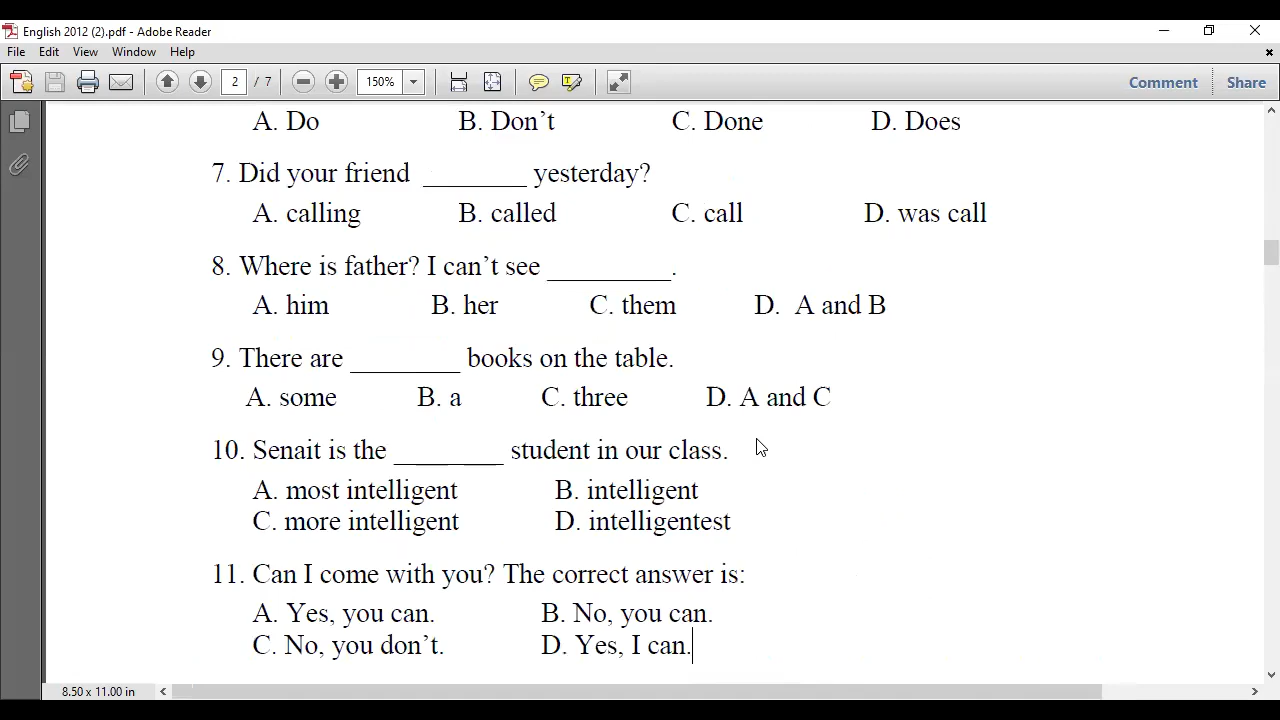 English 2012 (2).pdf - Adobe Reader
File Edit View Window Help
2 / 7 150% Comment Share
A. Do B. Don’t C. Done D. Does
7. Did your friend ________ yesterday?
A. calling B. called C. call D. was call
8. Where is father? I can’t see _________.
A. him B. her C. them D. A and B
9. There are ________ books on the table.
A. some B. a C. three D. A and C
10. Senait is the ________ student in our class.
A. most intelligent B. intelligent
C. more intelligent D. intelligentest
11. Can I come with you? The correct answer is:
A. Yes, you can. B. No, you can.
C. No, you don’t. D. Yes, I can.
8.50 x 11.00 in